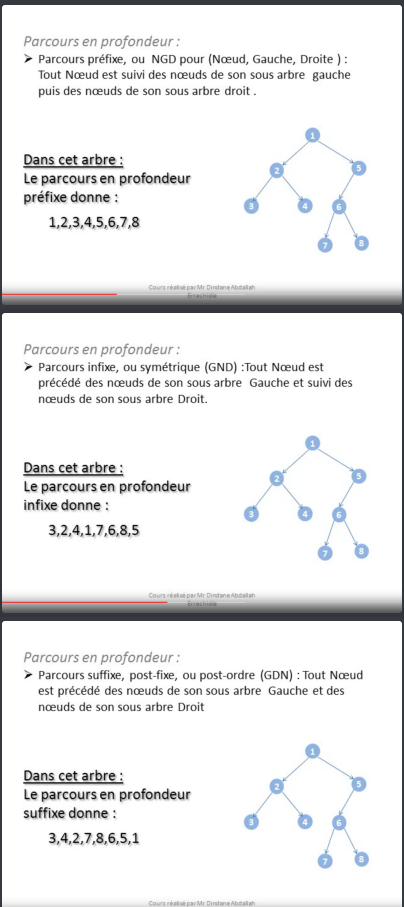 Parcours en profondeur :
➢ Parcours préfixe, ou NGD pour (Nœud, Gauche, Droite ) :
Tout Nœud est suivi des nœuds de son sous arbre gauche
puis des nœuds de son sous arbre droit .
1
2
5
Dans cet arbre :
Le parcours en profondeur
préfixe donne :
3
4
6
1,2,3,4,5,6,7,8
7
8
Cours réalisé par Mr Dindane Abdallah
Errachidia
Parcours en profondeur :
➢ Parcours infixe, ou symétrique (GND) :Tout Nœud est
précédé des nœuds de son sous arbre Gauche et suivi des
nœuds de son sous arbre Droit.
1
2
5
Dans cet arbre :
Le parcours en profondeur
infixe donne :
3
4
6
3,2,4,1,7,6,8,5
7
8
Cours réalisé par Mr Dindane Abdallah
Errachidia
Parcours en profondeur :
➢ Parcours suffixe, post-fixe, ou post-ordre (GDN) : Tout Nœud
est précédé des nœuds de son sous arbre Gauche et des
nœuds de son sous arbre Droit
1
2
5
Dans cet arbre :
Le parcours en profondeur
suffixe donne :
3
4
6
3,4,2,7,8,6,5,1
7
8
Cours réalisé par Mr Dindane Abdallah